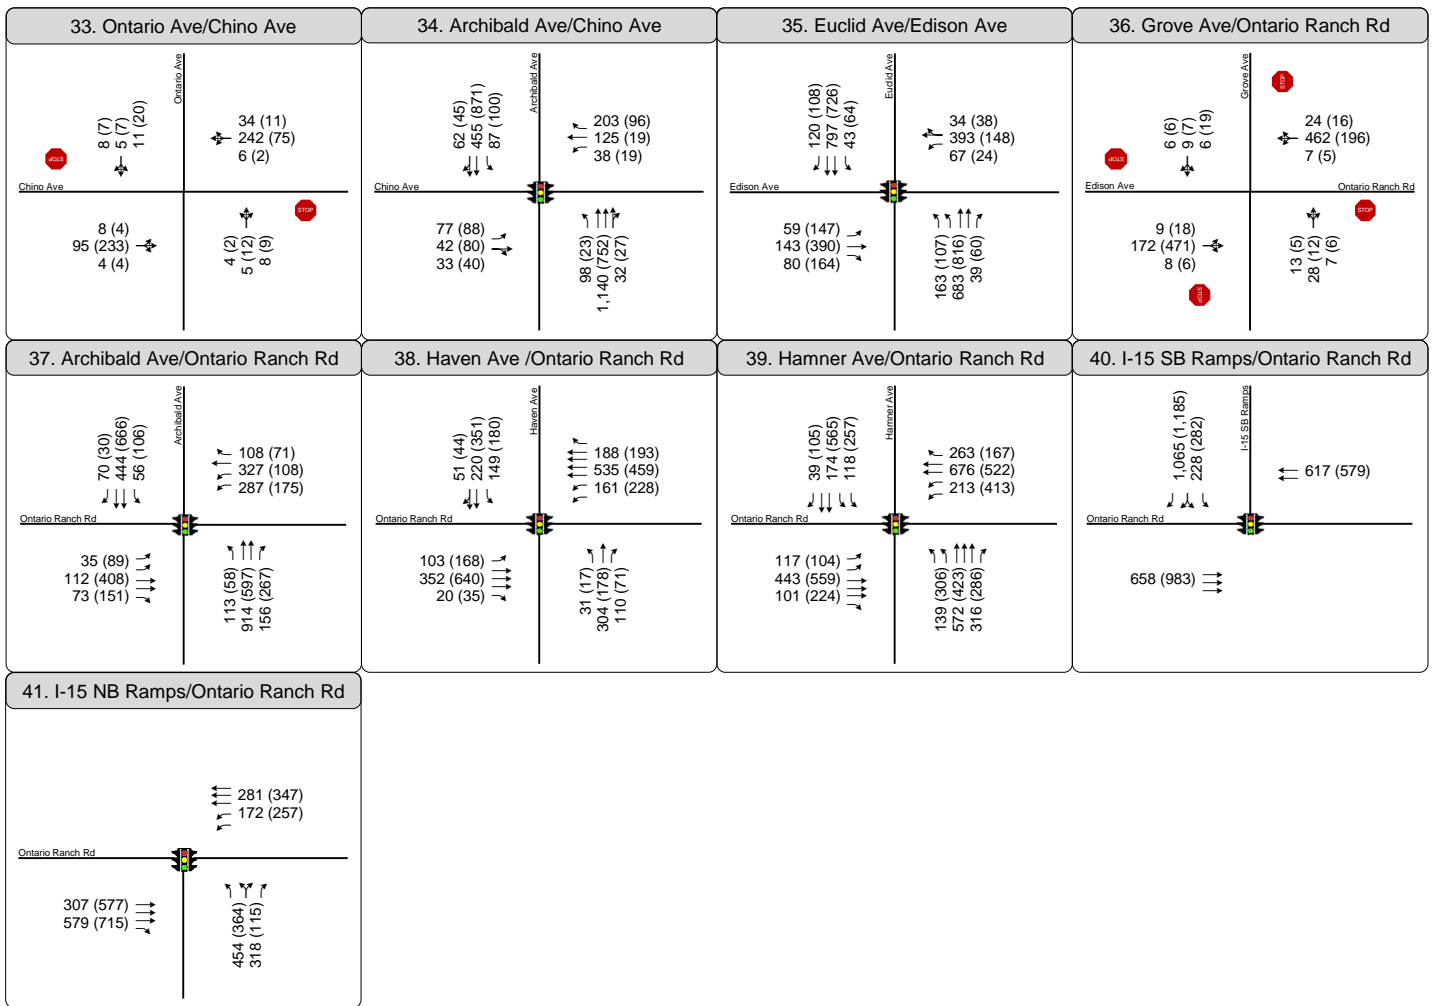 33. Ontario Ave/Chino Ave
Ontario Ave
8 (7)
5 (7)
11 (20)
34 (11)
242 (75)
6 (2)
STOP
Chino Ave
STOP
8 (4)
95 (233)
4 (4)
4 (2)
5 (12)
8 (9)
34. Archibald Ave/Chino Ave
Archibald Ave
62 (45)
455 (871)
87 (100)
203 (96)
125 (19)
38 (19)
Chino Ave
77 (88)
42 (80)
33 (40)
98 (23)
1,140 (752)
32 (27)
35. Euclid Ave/Edison Ave
Euclid Ave
120 (108)
797 (726)
43 (64)
34 (38)
393 (148)
67 (24)
Edison Ave
59 (147)
143 (390)
80 (164)
163 (107)
683 (816)
39 (60)
36. Grove Ave/Ontario Ranch Rd
Grove Ave
STOP
6 (6)
9 (7)
6 (19)
24 (16)
462 (196)
7 (5)
STOP
Edison Ave
Ontario Ranch Rd
STOP
9 (18)
172 (471)
8 (6)
13 (5)
28 (12)
7 (6)
STOP
37. Archibald Ave/Ontario Ranch Rd
Archibald Ave
70 (30)
444 (666)
56 (106)
108 (71)
327 (108)
287 (175)
Ontario Ranch Rd
35 (89)
112 (408)
73 (151)
113 (58)
914 (597)
156 (267)
38. Haven Ave /Ontario Ranch Rd
Haven Ave
51 (44)
220 (351)
149 (180)
188 (193)
535 (459)
161 (228)
Ontario Ranch Rd
103 (168)
352 (640)
20 (35)
31 (17)
304 (178)
110 (71)
39. Hamner Ave/Ontario Ranch Rd
Hamner Ave
39 (105)
174 (565)
118 (257)
263 (167)
676 (522)
213 (413)
Ontario Ranch Rd
117 (104)
443 (559)
101 (224)
139 (306)
572 (423)
316 (286)
40. I-15 SB Ramps/Ontario Ranch Rd
I-15 SB Ramps
1,065 (1,185)
228 (282)
617 (579)
Ontario Ranch Rd
658 (983)
41. I-15 NB Ramps/Ontario Ranch Rd
281 (347)
172 (257)
Ontario Ranch Rd
307 (577)
579 (715)
454 (364)
318 (115)